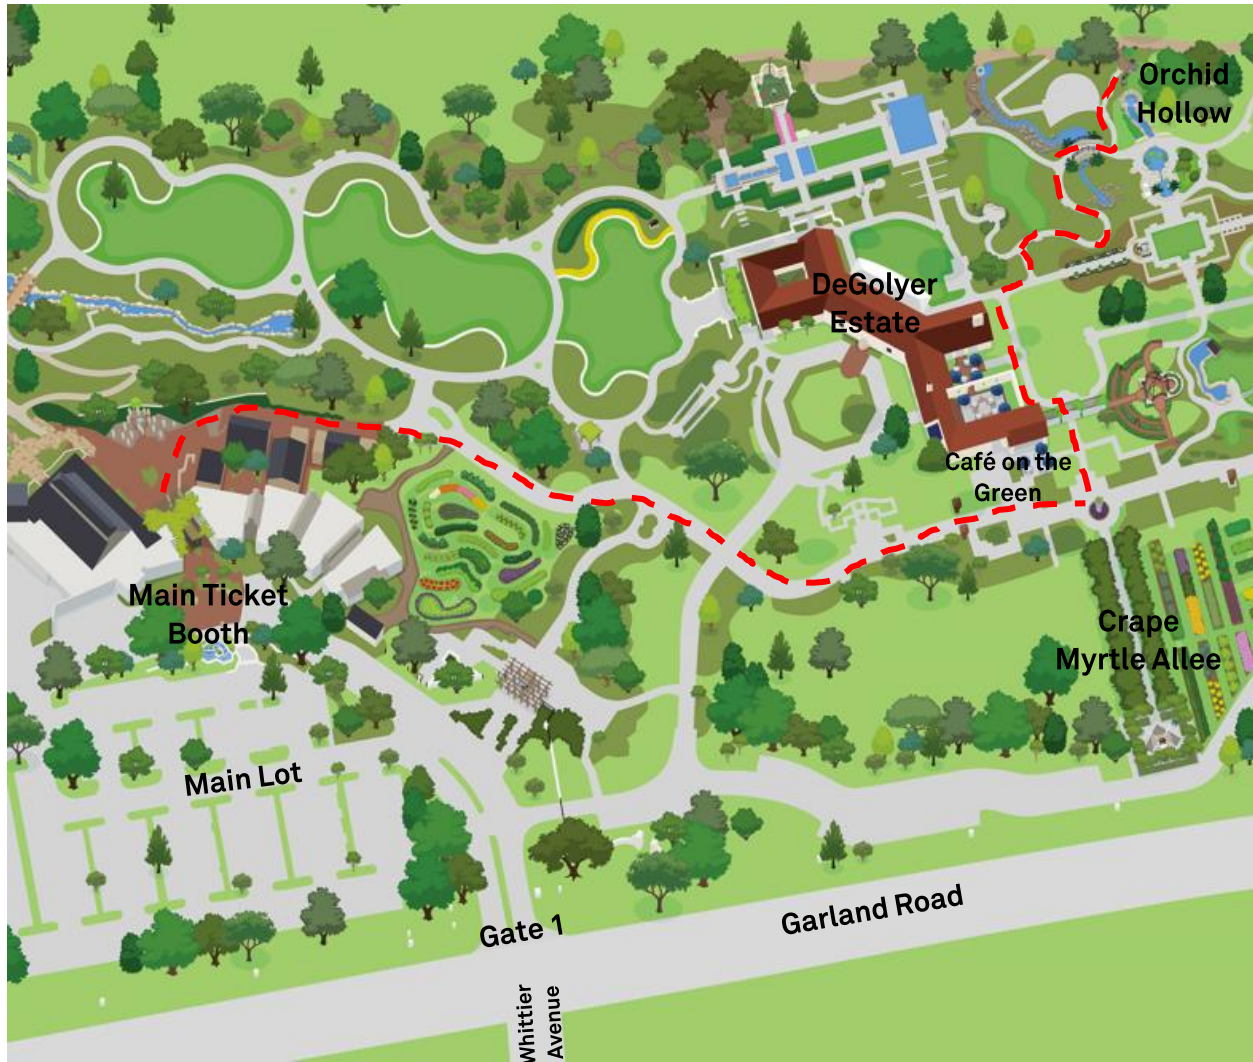 Orchid
Hollow
DeGolyer
Estate
Café on the
Green
Main Ticket
Booth
Crape
Myrtle Allee
Main Lot
Garland Road
Gate 1
Whittier
Avenue